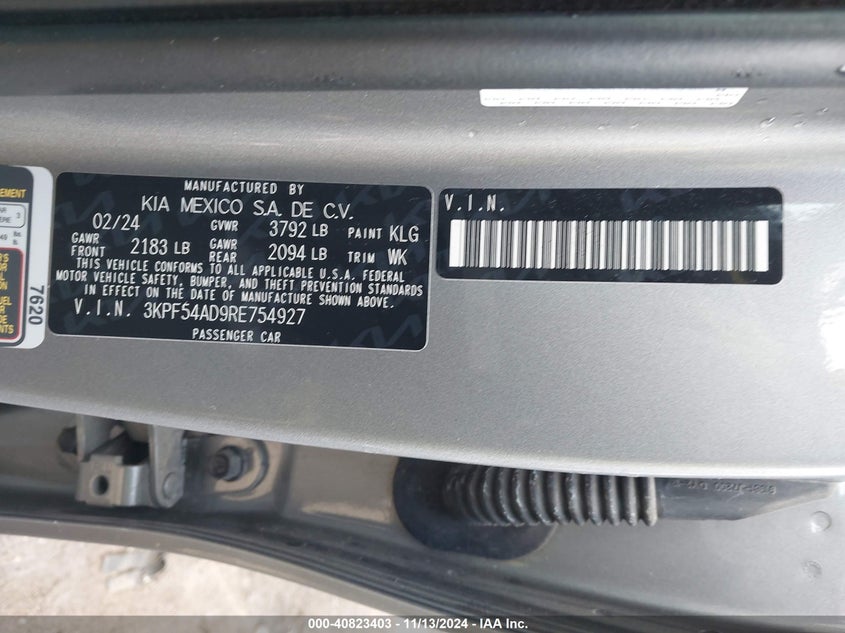 MANUFACTURED BY
KIA MEXICO S.A. DE C.V.
02/24 GVWR 3792 LB PAINT KLG
GAWR FRONT 2183 LB GAWR REAR 2094 LB TRIM WK
THIS VEHICLE CONFORMS TO ALL APPLICABLE U.S.A. FEDERAL
MOTOR VEHICLE SAFETY, BUMPER, AND THEFT PREVENTION STANDARDS
IN EFFECT ON THE DATE OF MANUFACTURE SHOWN ABOVE.
V.I.N. 3KPF54AD9RE754927
PASSENGER CAR
V.I.N.
7620
000-40823403 - 11/13/2024 - IAA, Inc.